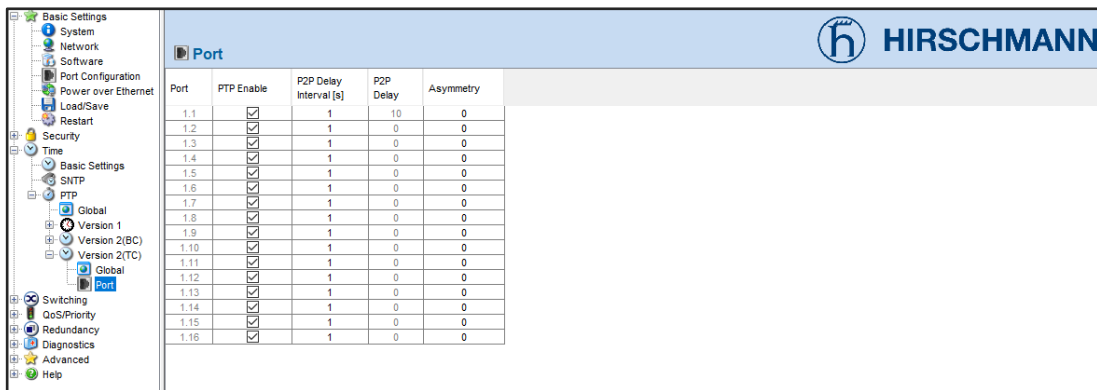 Basic Settings
System
Network
Software
Port Configuration
Power over Ethernet
Load/Save
Restart
Security
Time
Basic Settings
SNTP
PTP
Global
Version 1
Version 2(BC)
Version 2(TC)
Global
Port
Switching
QoS/Priority
Redundancy
Diagnostics
Advanced
Help
HIRSCHMANN
Port
Port PTP Enable P2P Delay Interval [s] P2P Delay Asymmetry
1.1 1 10 0
1.2 1 0 0
1.3 1 0 0
1.4 1 0 0
1.5 1 0 0
1.6 1 0 0
1.7 1 0 0
1.8 1 0 0
1.9 1 0 0
1.10 1 0 0
1.11 1 0 0
1.12 1 0 0
1.13 1 0 0
1.14 1 0 0
1.15 1 0 0
1.16 1 0 0